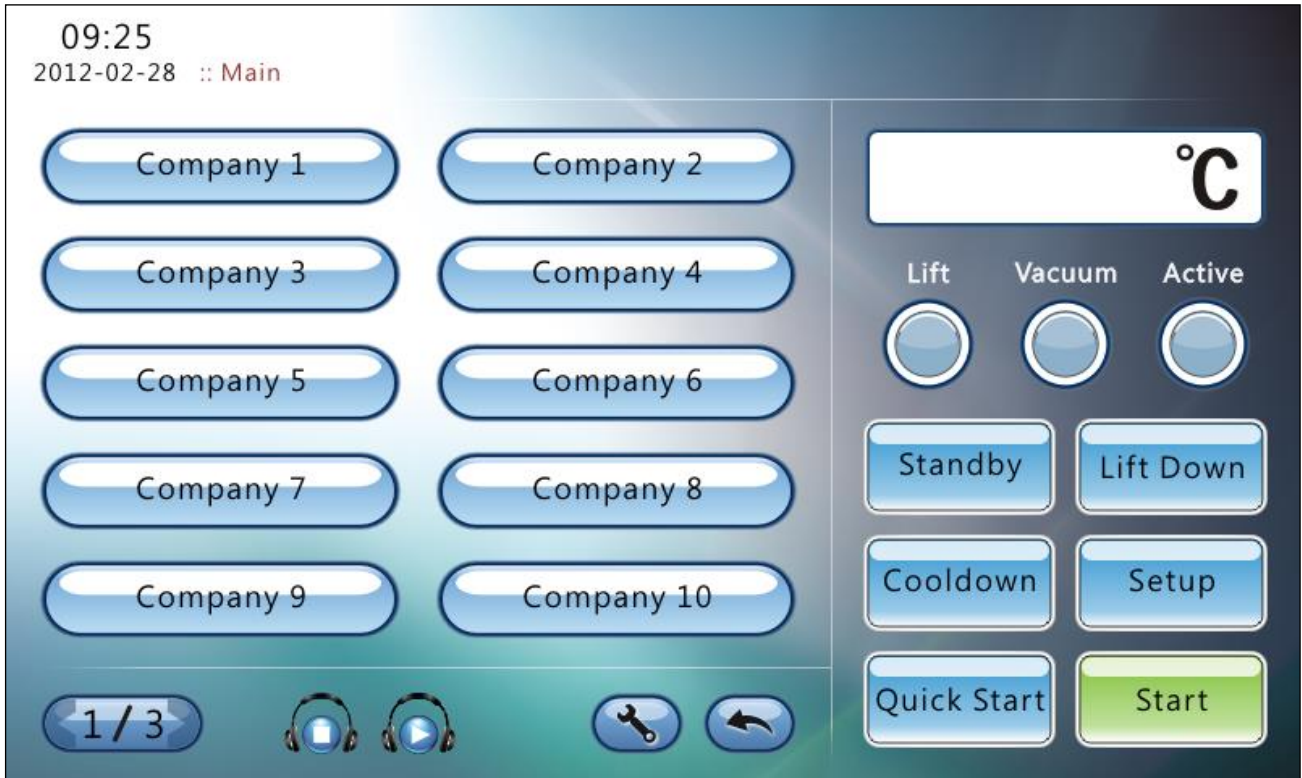 09:25
2012-02-28 :: Main
Company 1
Company 2
Company 3
Company 4
Company 5
Company 6
Company 7
Company 8
Company 9
Company 10
1 / 3
℃
Lift Vacuum Active
Standby
Lift Down
Cooldown
Setup
Quick Start
Start